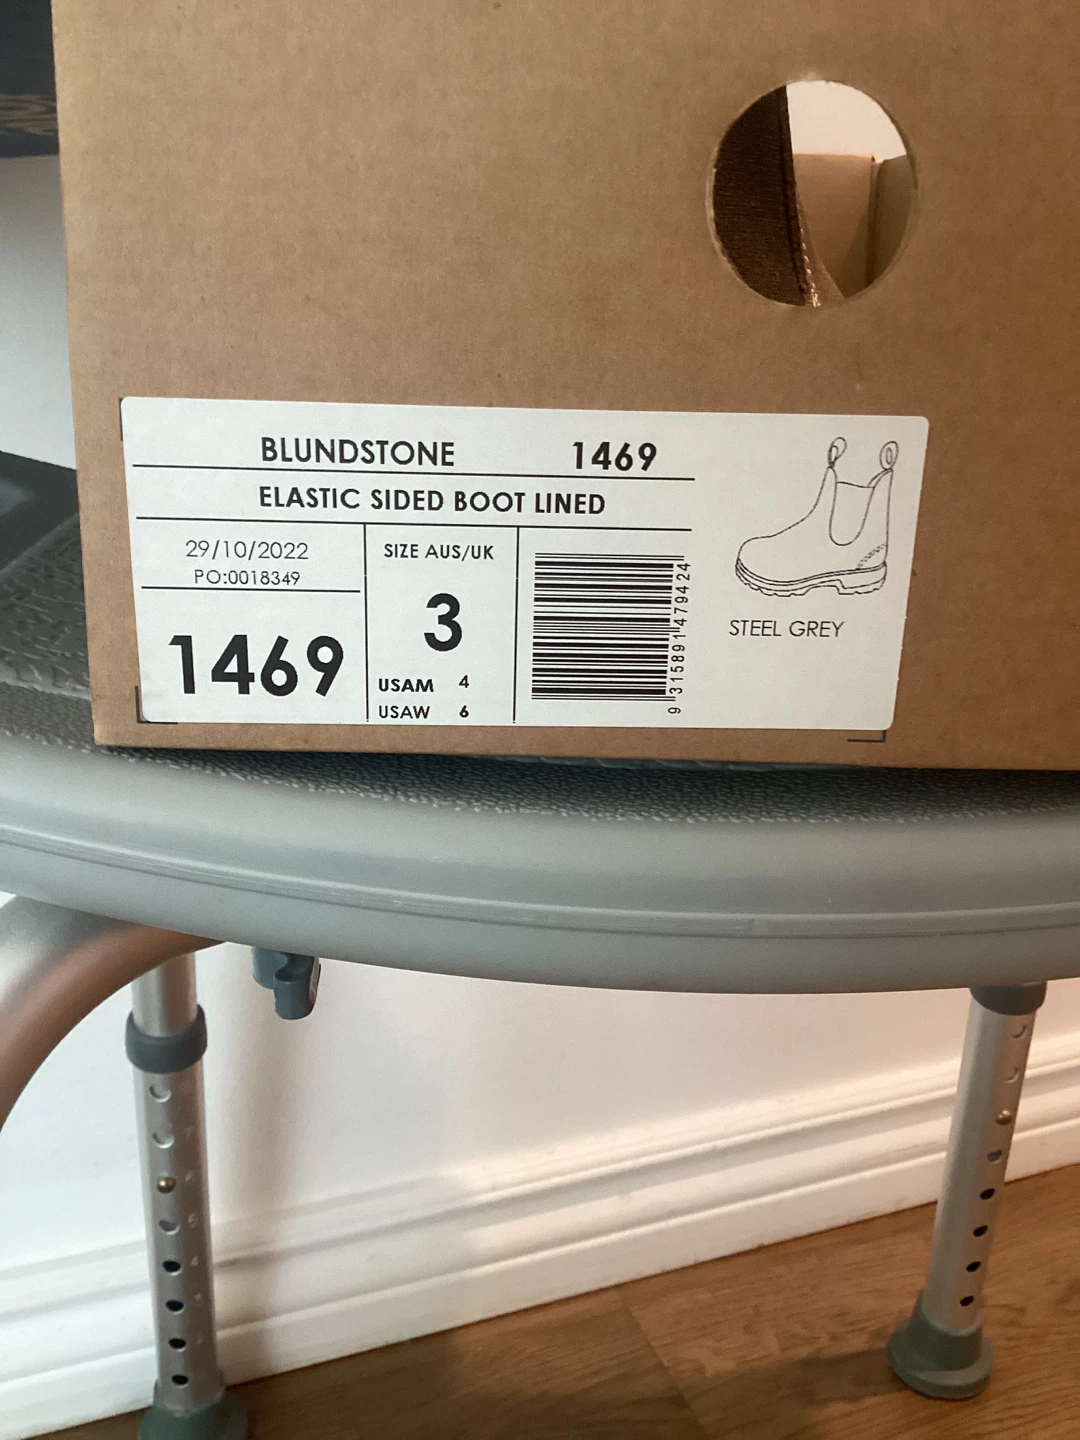 BLUNDSTONE 1469
ELASTIC SIDED BOOT LINED
29/10/2022
PO:0018349
1469
SIZE AUS/UK
3
USAM 4
USAW 6
9 315891 479424
STEEL GREY